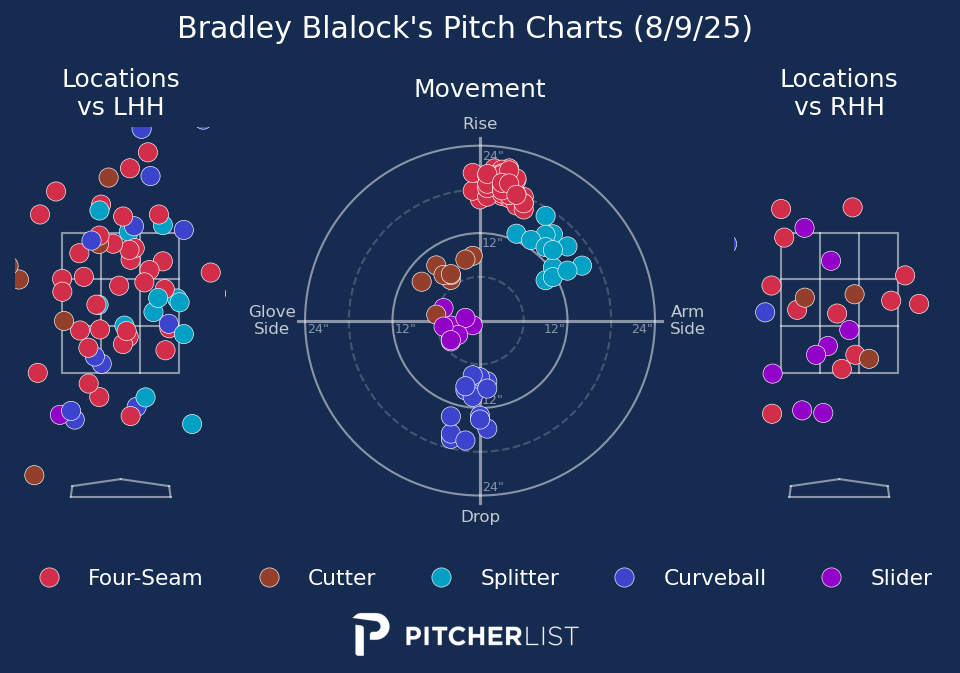 Bradley Blalock's Pitch Charts (8/9/25)
Locations
vs LHH
Movement
Locations
vs RHH
Rise
24"
12"
Glove
Side
24"
12"
12"
24"
Arm
Side
12"
24"
Drop
Four-Seam
Cutter
Splitter
Curveball
Slider
PITCHERLIST